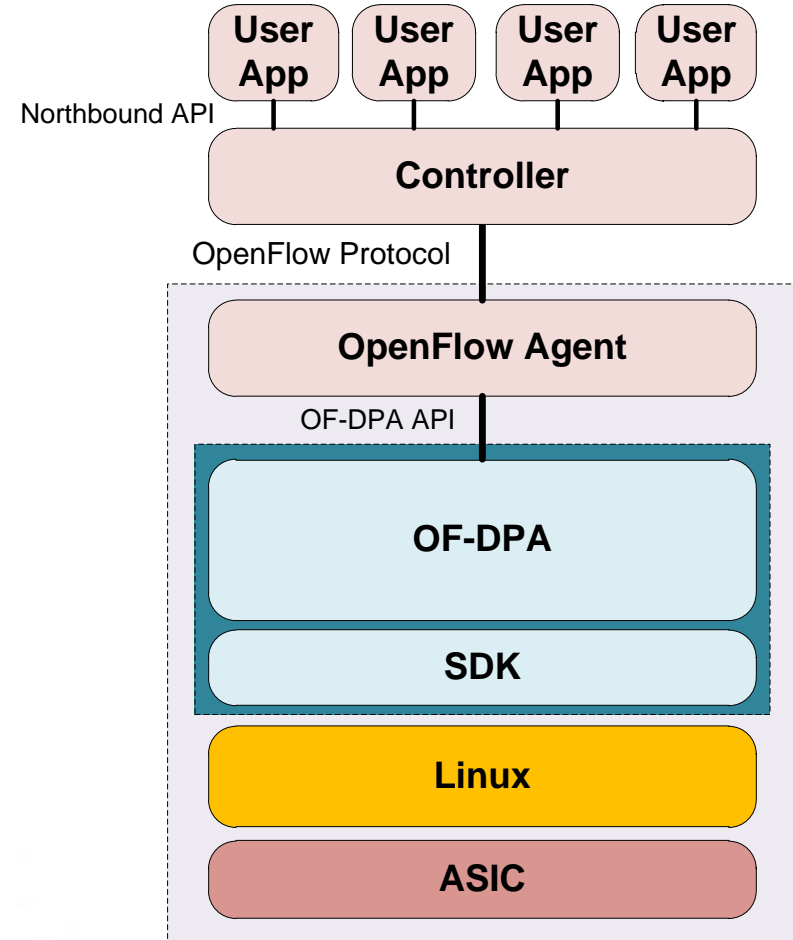 User User User User
App App App App
Northbound API
Controller
OpenFlow Protocol
OpenFlow Agent
OF-DPA API
OF-DPA
SDK
Linux
ASIC